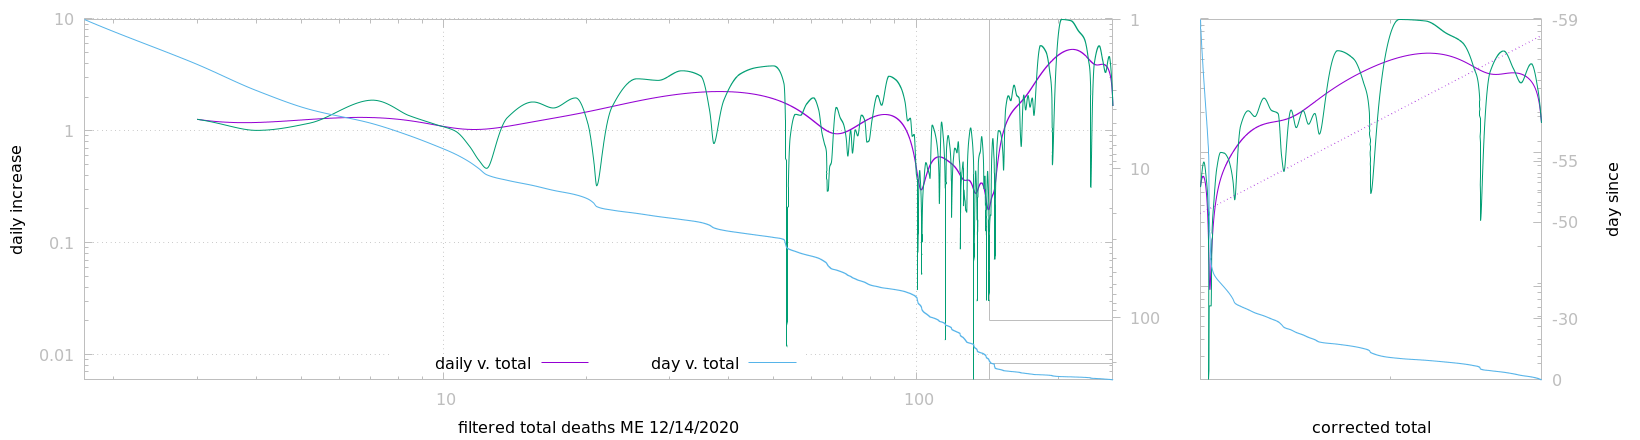 10
1
0.1
0.01
daily increase
daily v. total
day v. total
10
100
filtered total deaths ME 12/14/2020
1
10
100
-59
-55
-50
-30
0
day since
corrected total